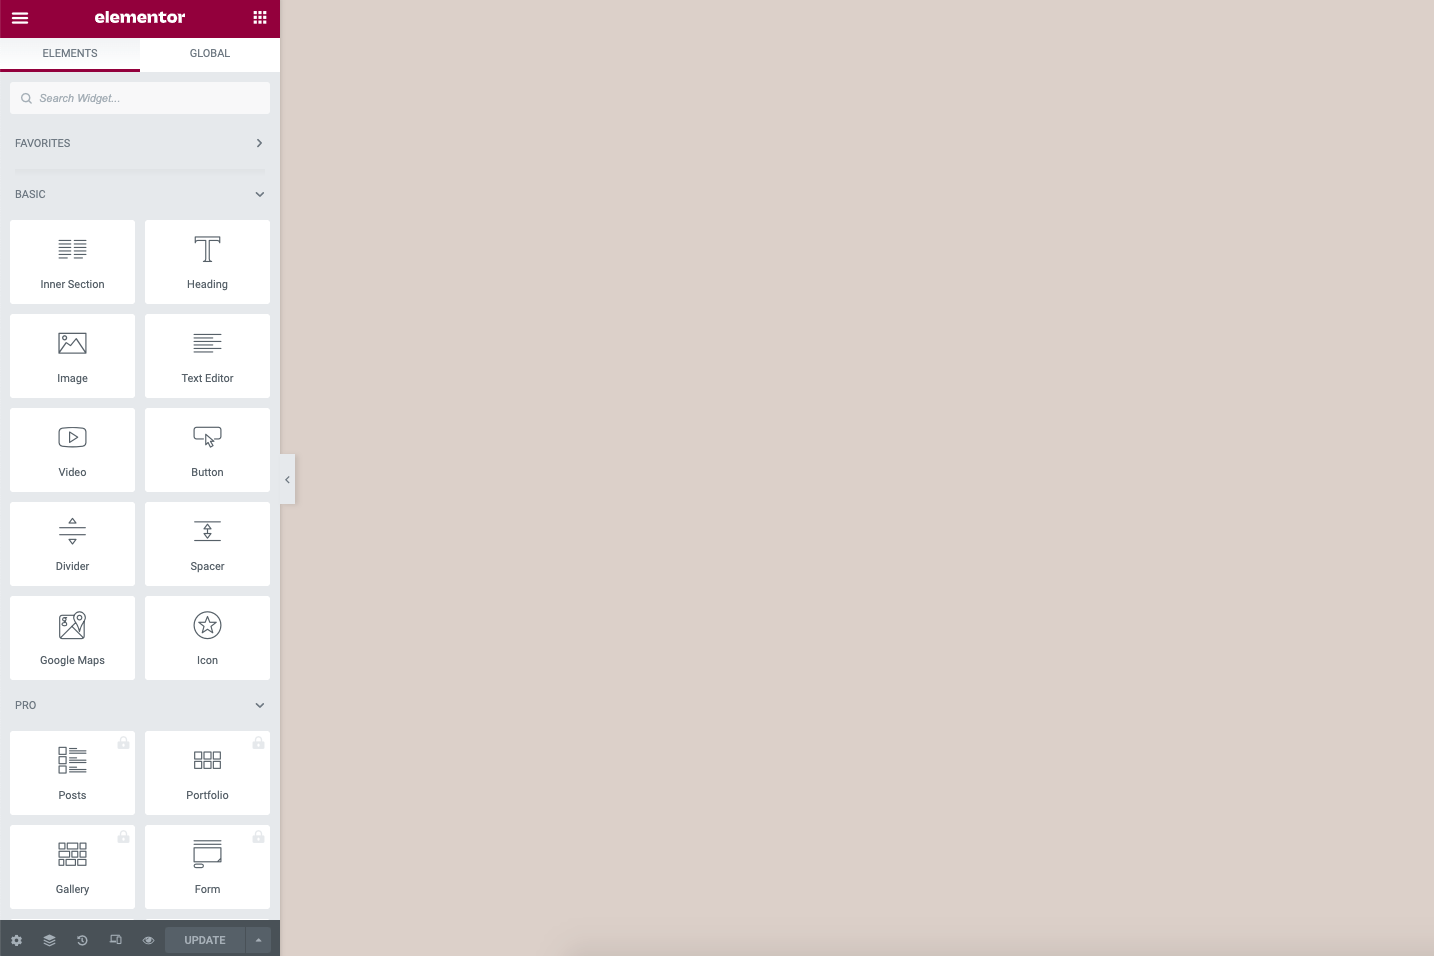 elementor
ELEMENTS GLOBAL
Search Widget...
FAVORITES
BASIC
Inner Section Heading
Image Text Editor
Video Button
Divider Spacer
Google Maps Icon
PRO
Posts Portfolio
Gallery Form
UPDATE